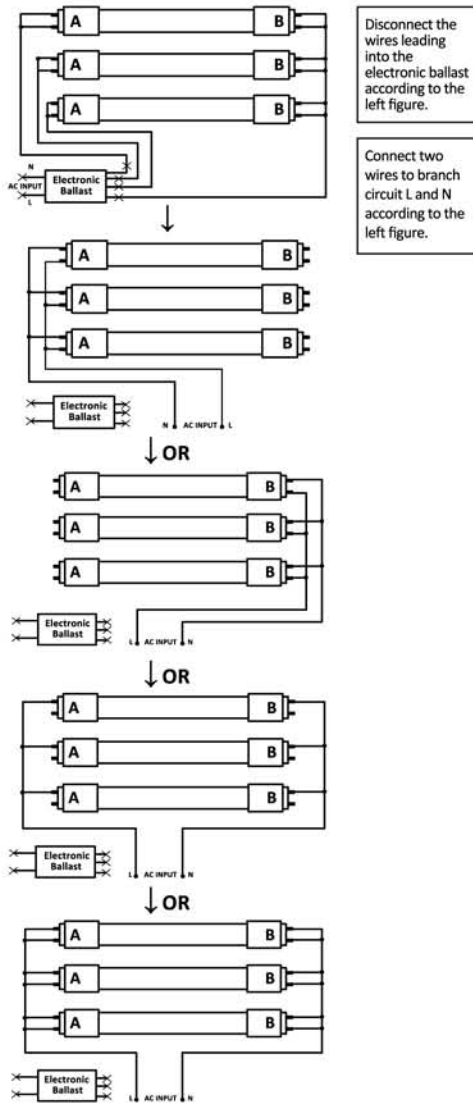 A B
A B
A B
N
AC INPUT
L
Electronic
Ballast
Disconnect the
wires leading
into the
electronic ballast
according to the
left figure.
Connect two
wires to branch
circuit L and N
according to the
left figure.
A B
A B
A B
Electronic
Ballast
N AC INPUT L
OR
A B
A B
A B
Electronic
Ballast
L AC INPUT N
OR
A B
A B
A B
Electronic
Ballast
L AC INPUT N
OR
A B
A B
A B
Electronic
Ballast
L AC INPUT N